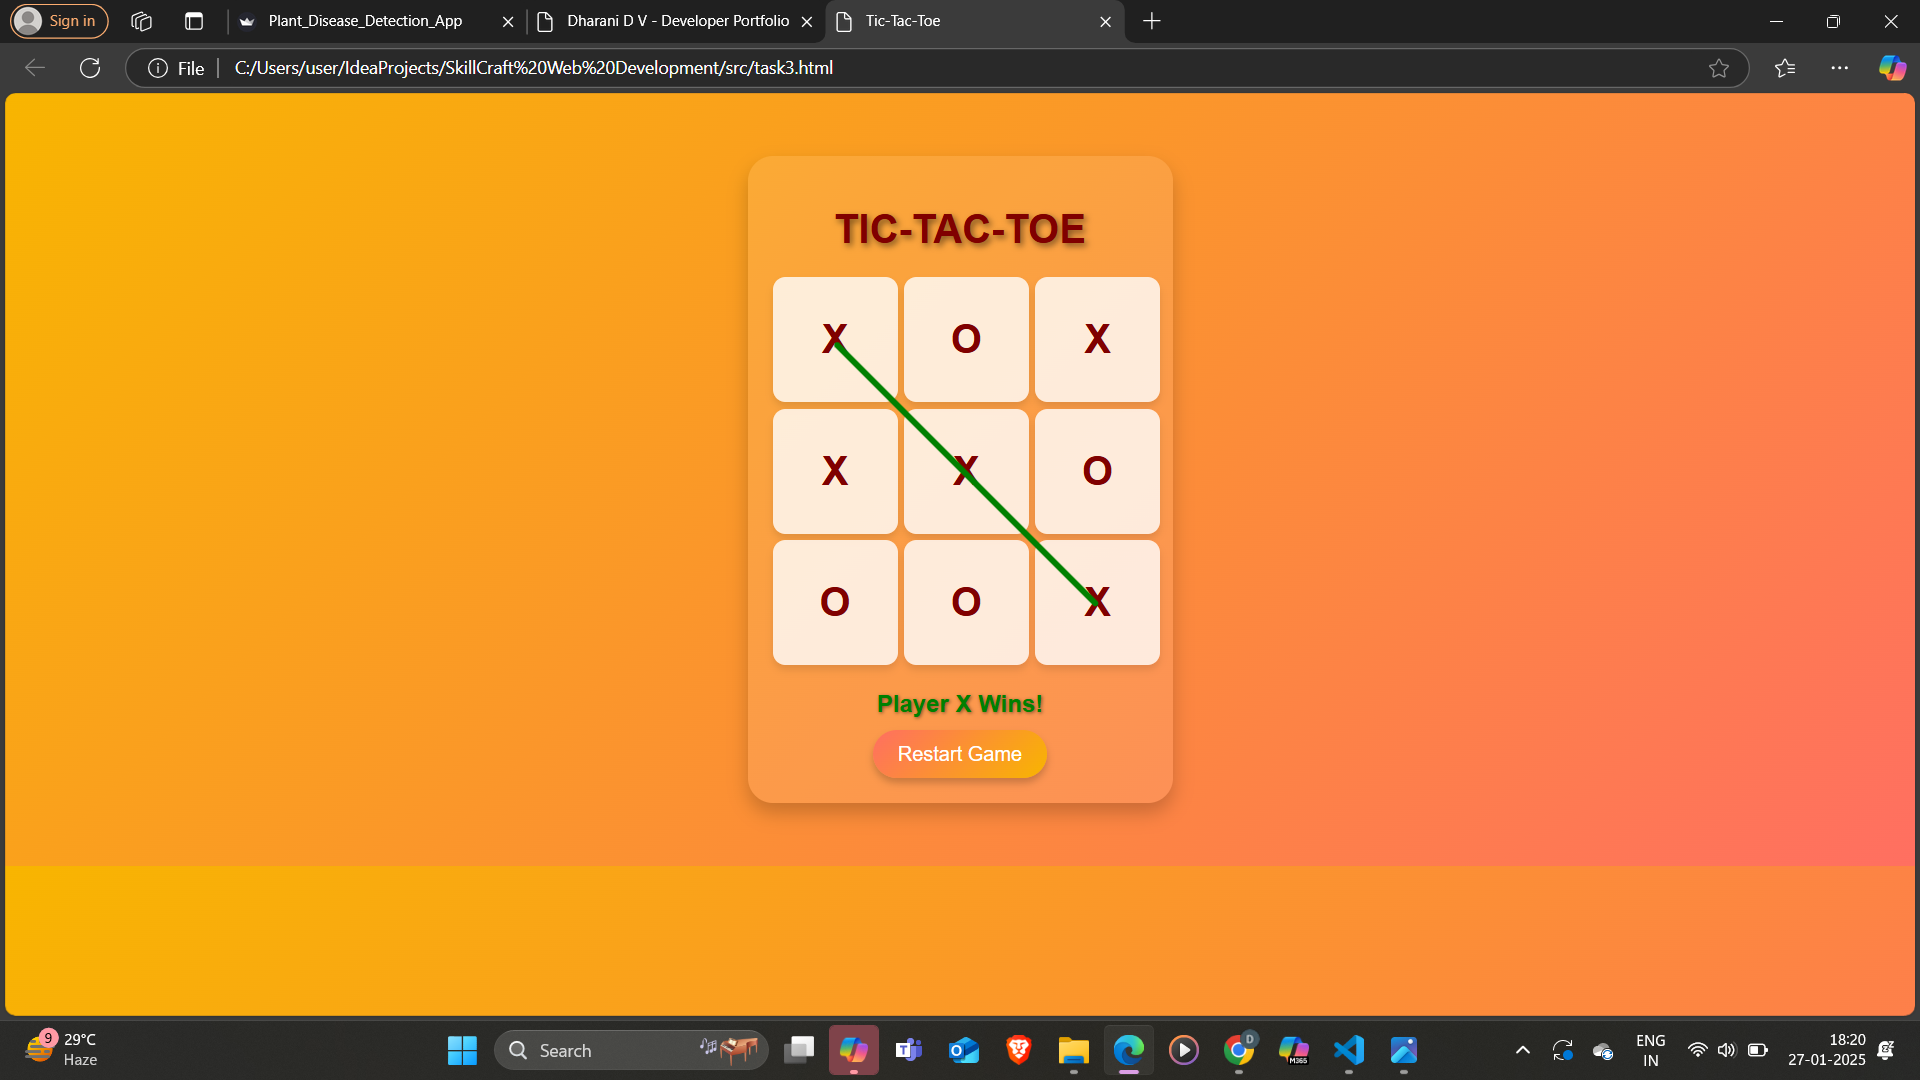 Sign in
Plant_Disease_Detection_App
Dharani D V - Developer Portfolio
Tic-Tac-Toe
File
C:/Users/user/IdeaProjects/SkillCraft%20Web%20Development/src/task3.html
TIC-TAC-TOE
X O X
X X O
O O X
Player X Wins!
Restart Game
9
29°C
Haze
Search
D
M365
ENG
IN
18:20
27-01-2025